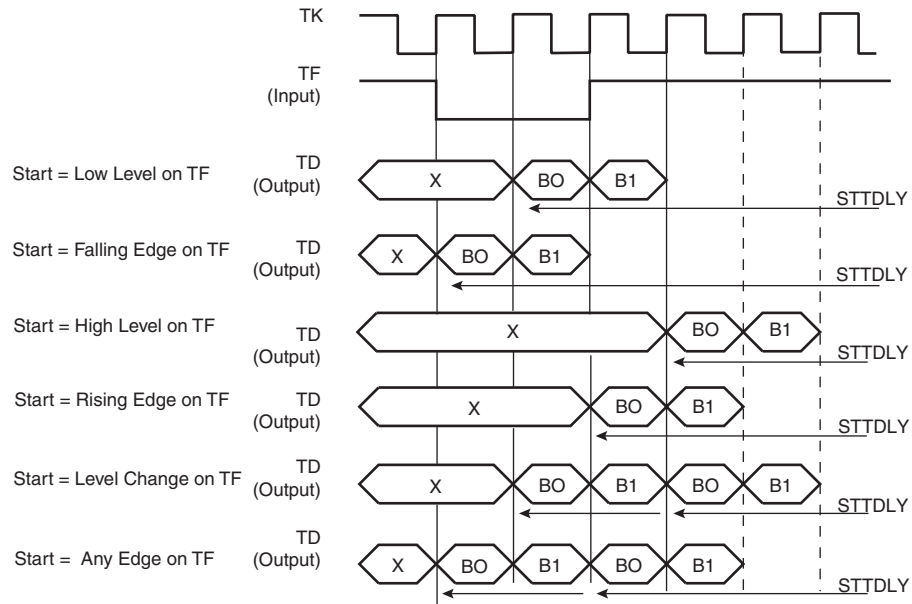 TK
TF
(Input)
Start = Low Level on TF
TD
(Output)
X
BO
B1
STTDLY
Start = Falling Edge on TF
TD
(Output)
X
BO
B1
STTDLY
Start = High Level on TF
TD
(Output)
X
BO
B1
STTDLY
Start = Rising Edge on TF
TD
(Output)
X
BO
B1
STTDLY
Start = Level Change on TF
TD
(Output)
X
BO
B1
BO
B1
STTDLY
Start = Any Edge on TF
TD
(Output)
X
BO
B1
BO
B1
STTDLY